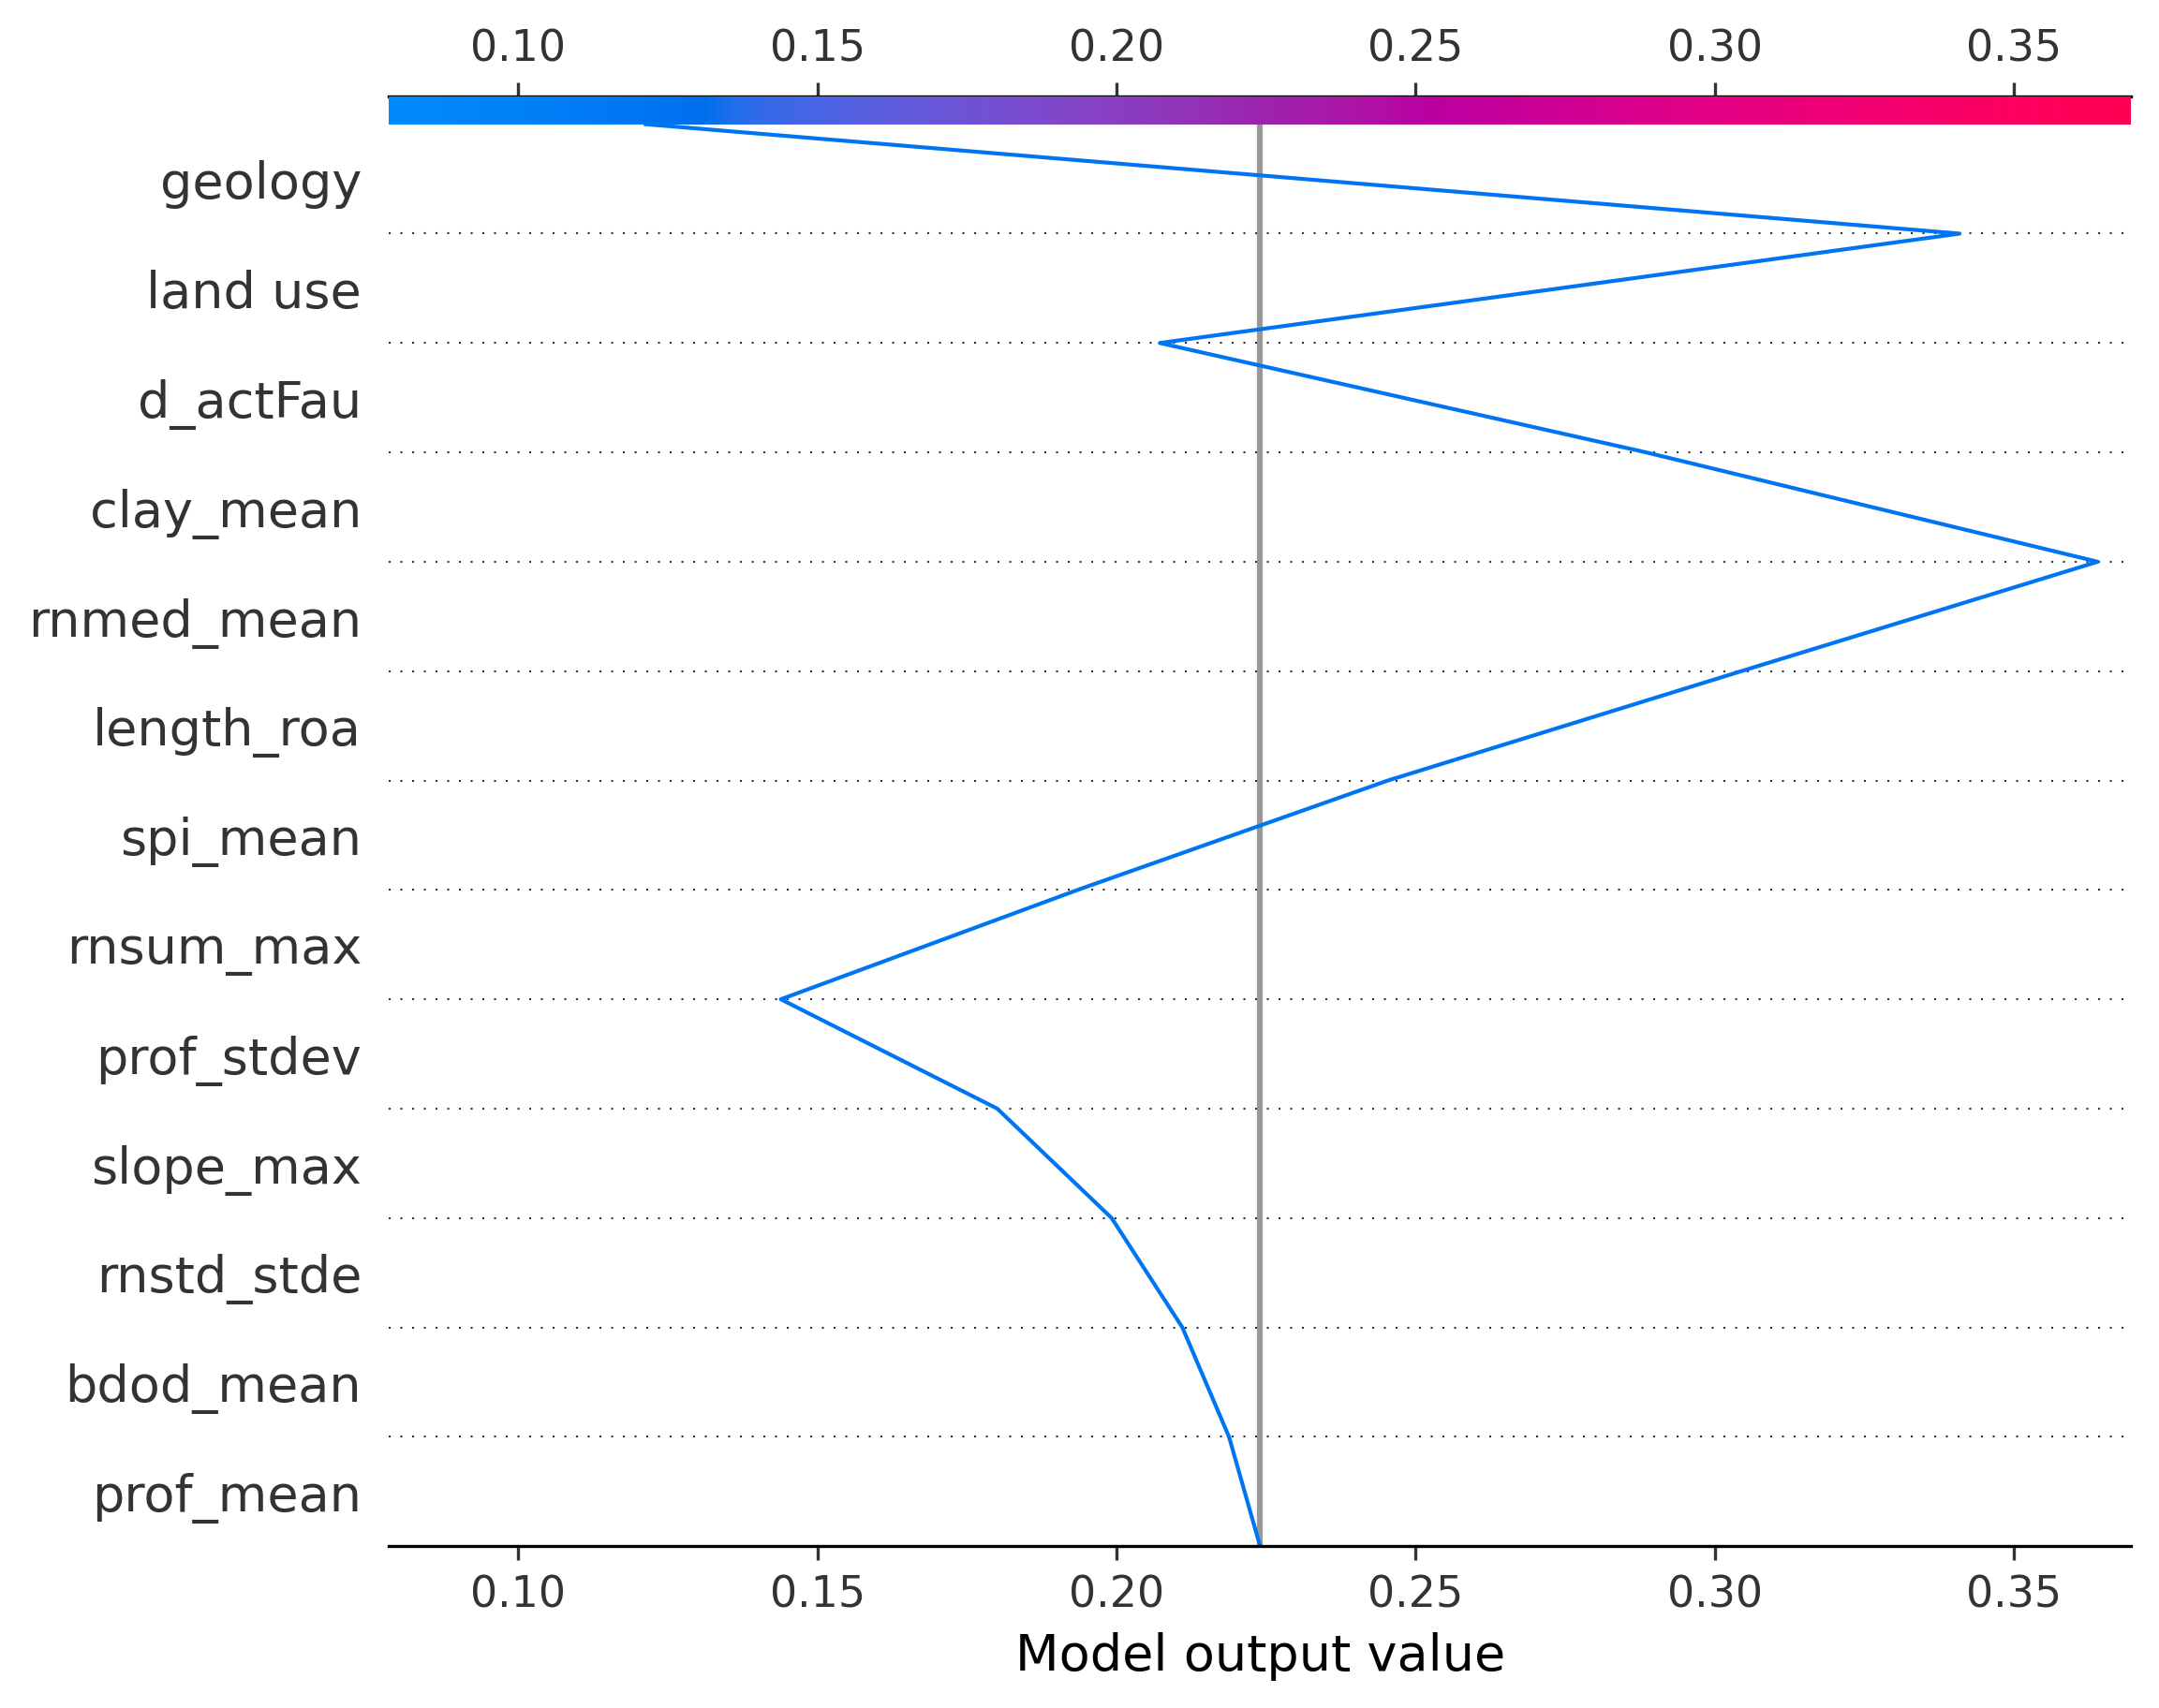 0.10 0.15 0.20 0.25 0.30 0.35
geology
land use
d_actFau
clay_mean
rnmed_mean
length_roa
spi_mean
rnsum_max
prof_stdev
slope_max
rnstd_stde
bdod_mean
prof_mean
0.10 0.15 0.20 0.25 0.30 0.35
Model output value